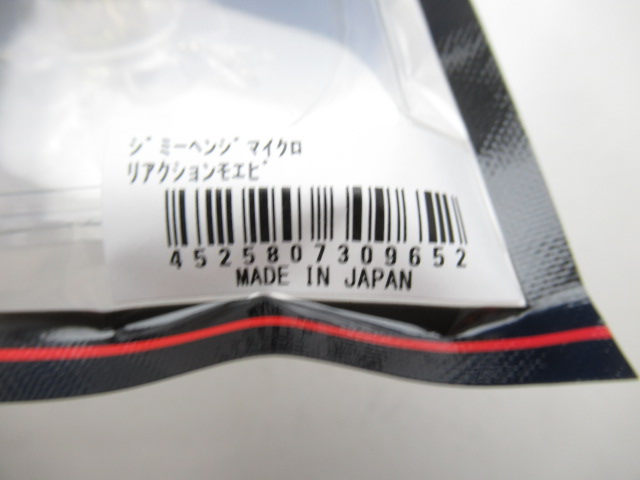 ｼﾞﾐｰﾍﾝｼﾞﾏｲｸﾛ
ﾘｱｸｼｮﾝﾓｴﾋﾞ
4525807309652
MADE IN JAPAN